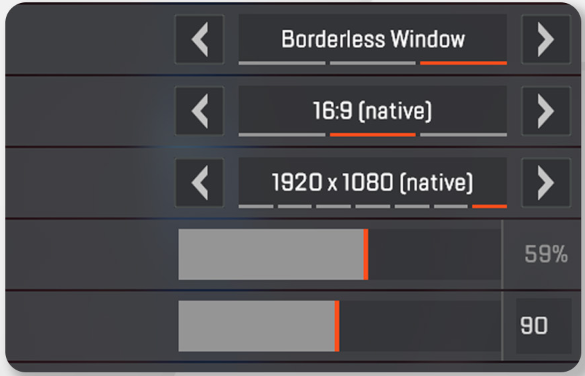 Borderless Window
16:9 (native)
1920 x 1080 (native)
59%
90